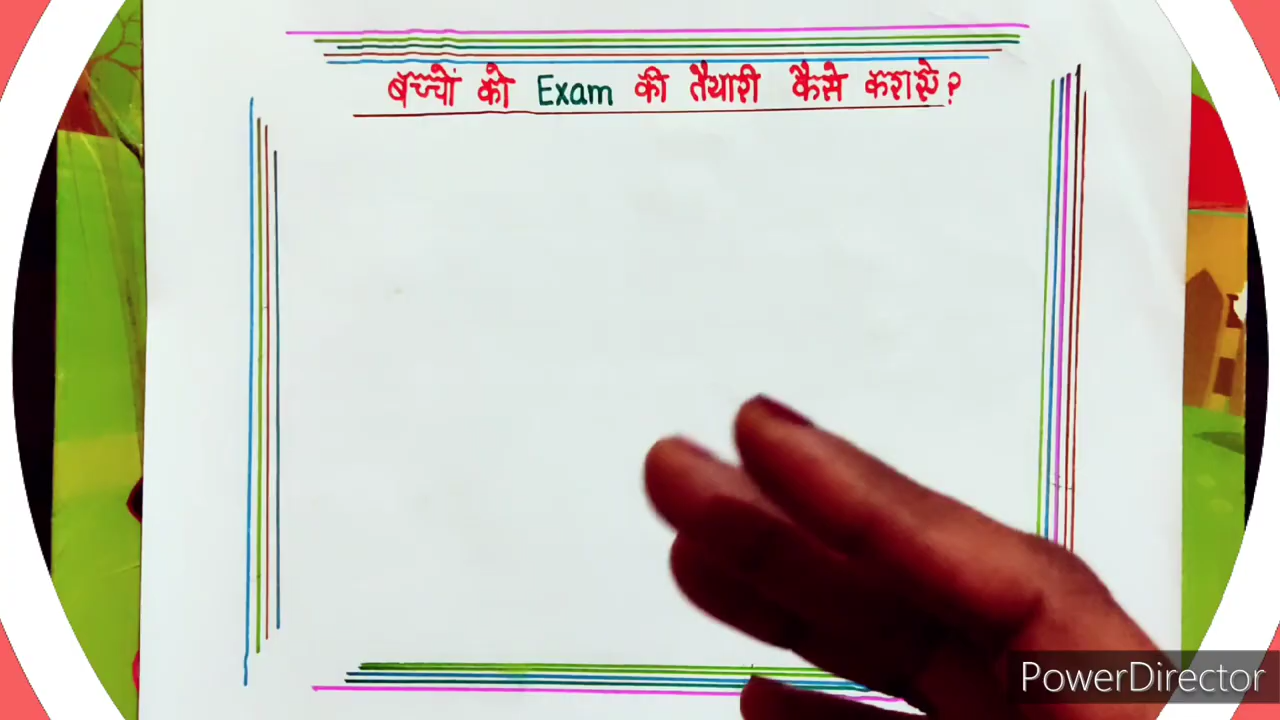 बच्चों को Exam की तैयारी कैसे कराएं?
PowerDirector